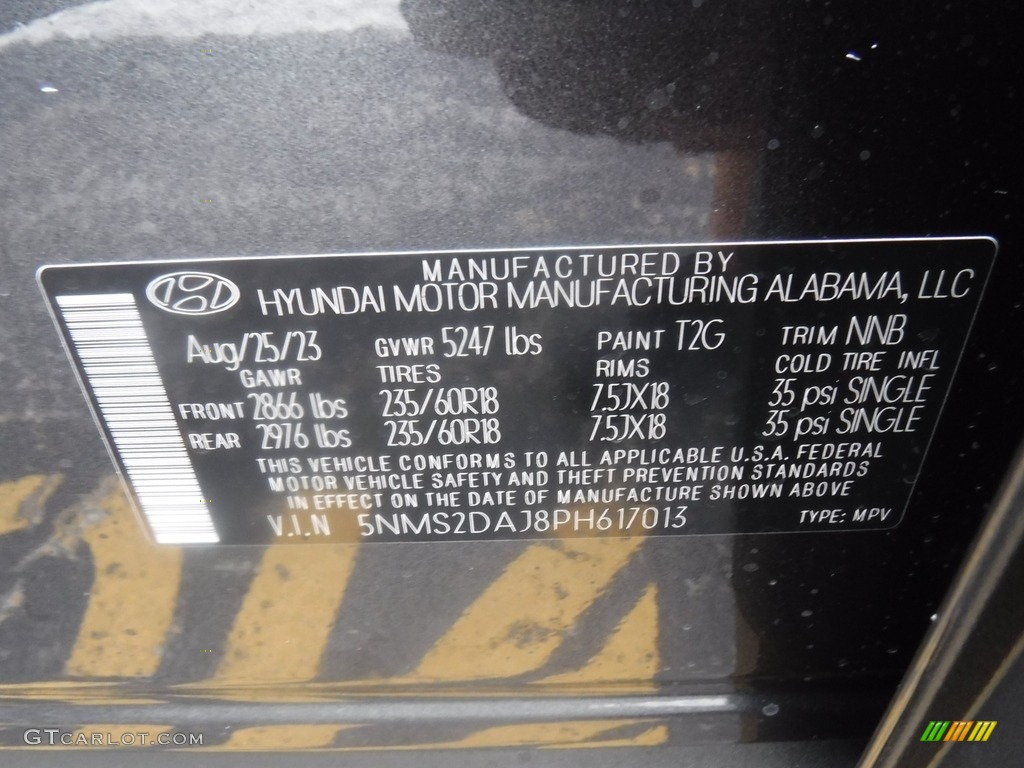 MANUFACTURED BY
HYUNDAI MOTOR MANUFACTURING ALABAMA, LLC
Aug/25/23 GVWR 5247 lbs PAINT T2G TRIM NNB
GAWR TIRES RIMS COLD TIRE INFL
FRONT 2866 lbs 235/60R18 7.5JX18 35 psi SINGLE
REAR 2976 lbs 235/60R18 7.5JX18 35 psi SINGLE
THIS VEHICLE CONFORMS TO ALL APPLICABLE U.S.A. FEDERAL
MOTOR VEHICLE SAFETY AND THEFT PREVENTION STANDARDS
IN EFFECT ON THE DATE OF MANUFACTURE SHOWN ABOVE
V.I.N 5NMS2DAJ8PH617013 TYPE: MPV
GTCARLOT.COM